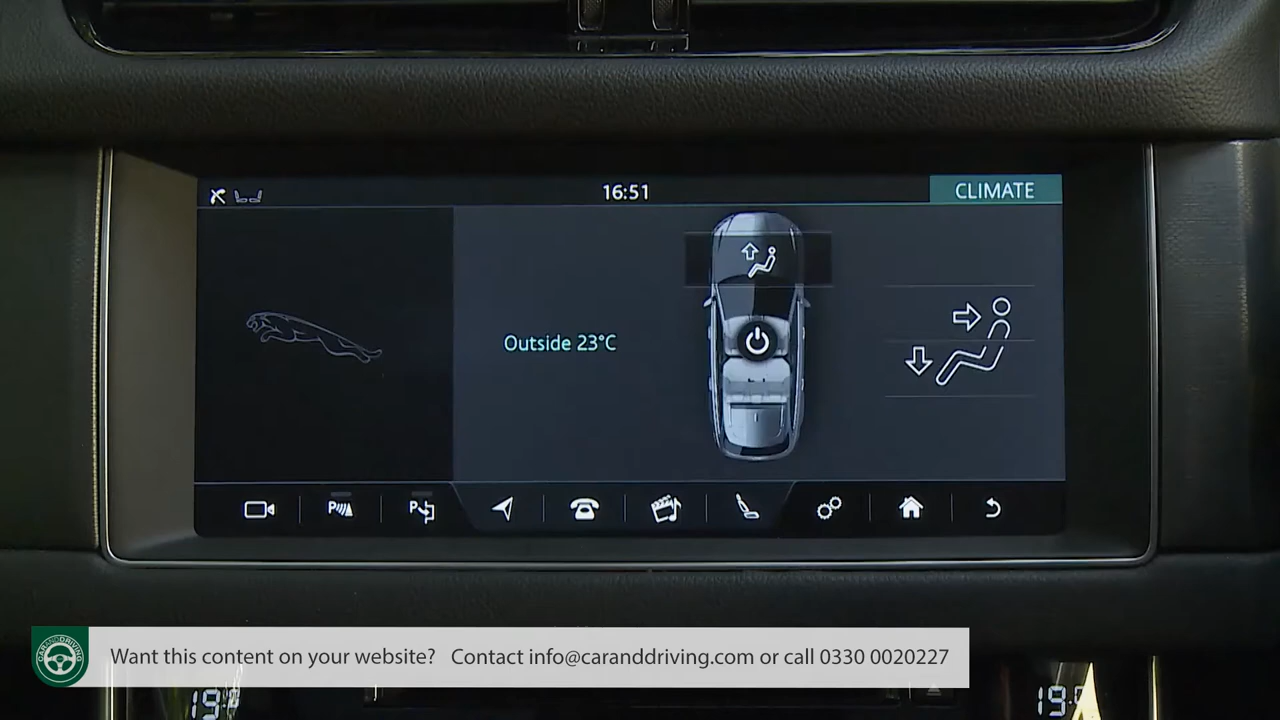 16:51
CLIMATE
Outside 23°C
P
P
CARANDDRIVING
Want this content on your website? Contact info@caranddriving.com or call 0330 0020227